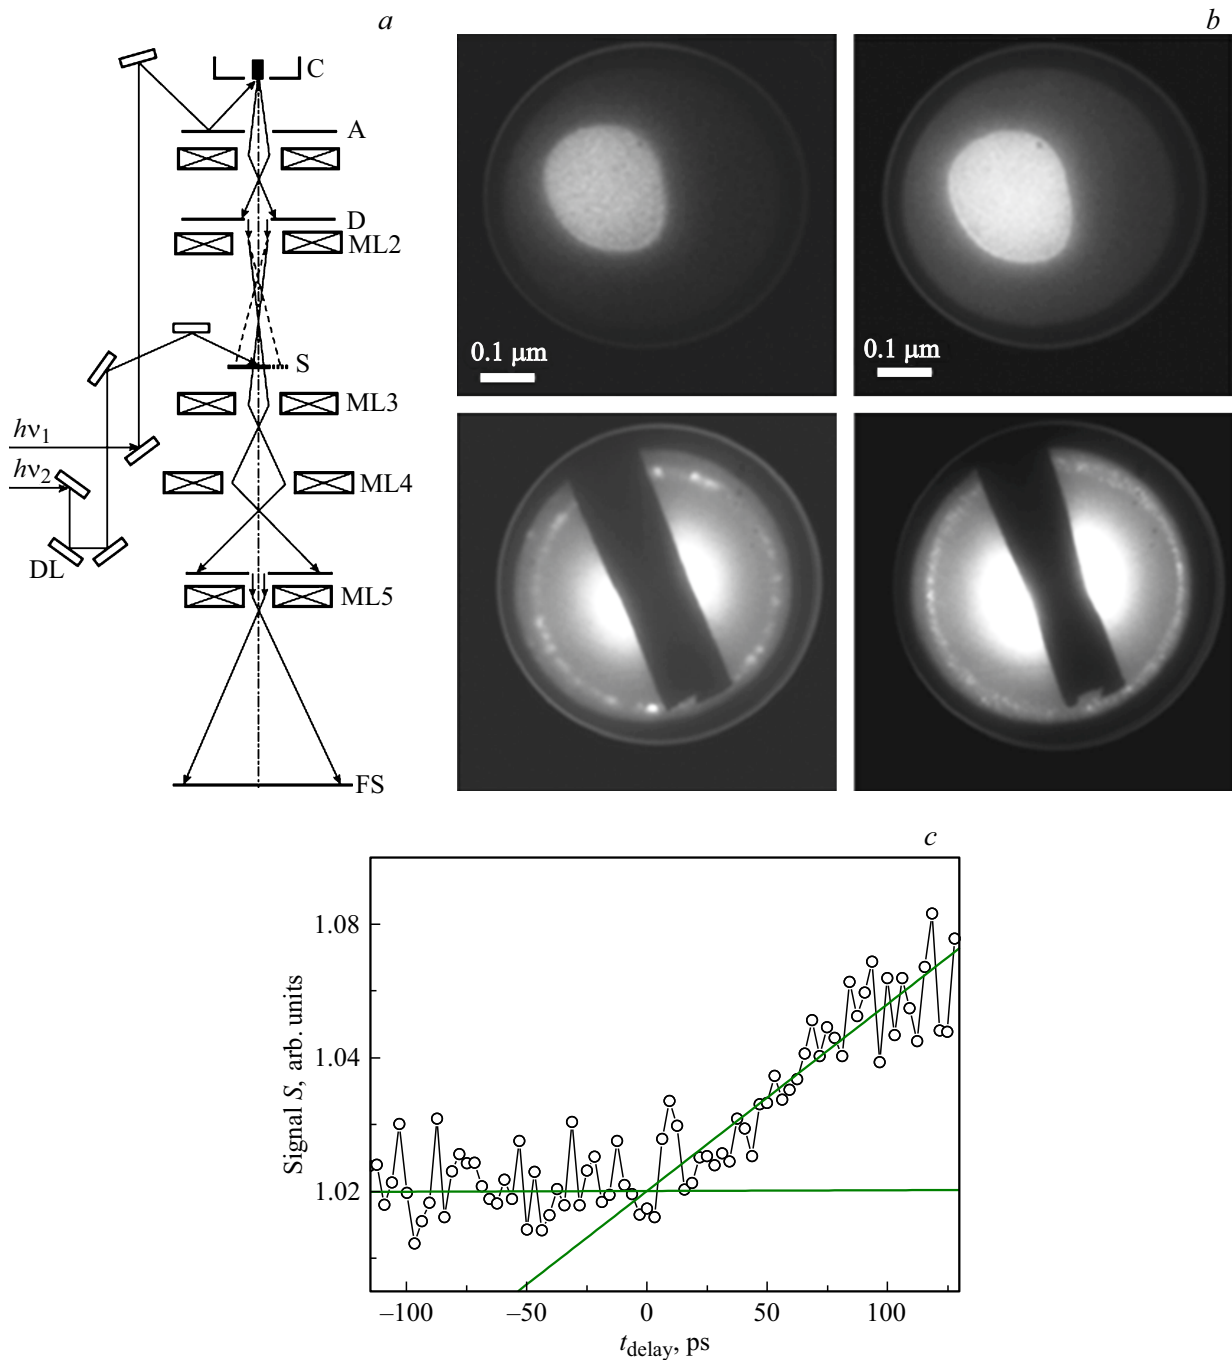 a
b
C
A
D
ML2
S
ML3
hν1
hν2
ML4
DL
ML5
FS
0.1 μm
0.1 μm
c
Signal S, arb. units
1.08
1.04
1.02
–100
–50
0
50
100
tdelay, ps